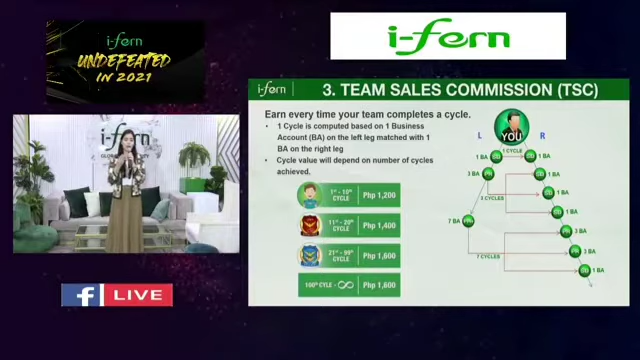 i-fern
UNDEFEATED
IN 2021
i-fern
i-fern
f LIVE
i-fern
3. TEAM SALES COMMISSION (TSC)
Earn every time your team completes a cycle.
• 1 Cycle is computed based on 1 Business
Account (BA) on the left leg matched with 1
BA on the right leg
• Cycle value will depend on number of cycles
achieved.
1st - 10th
CYCLE
Php 1,200
11st - 20th
CYCLE
Php 1,400
21st - 99th
CYCLE
Php 1,600
100th CYLE - ∞
Php 1,600
L
YOU
R
1 CYCLE
1 BA
1 BA
3 BA
1 BA
1 BA
3 CYCLES
1 BA
7 BA
3 BA
3 BA
7 CYCLES
1 BA